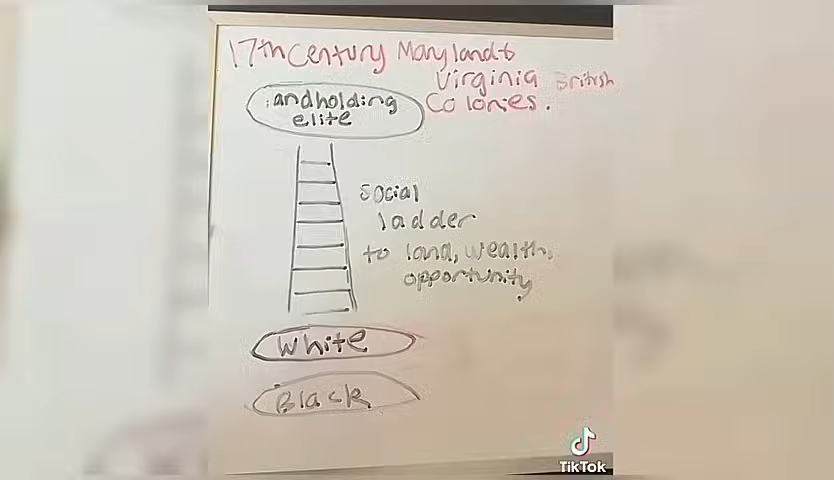 17th Century Maryland &
Virginia British
Colonies.
landholding
elite
social
ladder
to land, wealth,
opportunity
White
Black
TikTok